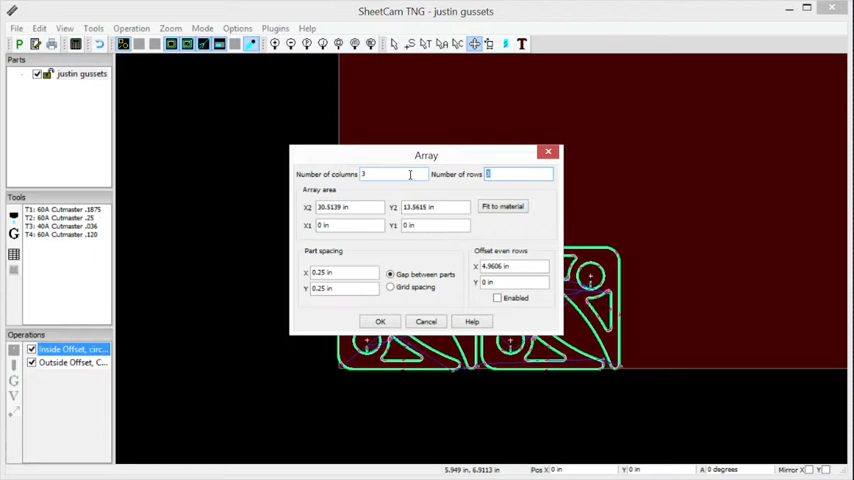 SheetCam TNG - justin gussets
File Edit View Tools Operation Zoom Mode Options Plugins Help
Parts
justin gussets
Tools
T1: 60A Cutmaster .1875
T2: 60A Cutmaster .25
T3: 40A Cutmaster .036
T4: 60A Cutmaster .120
Operations
Inside Offset, circ...
Outside Offset, C...
Array
Number of columns 3 Number of rows
Array area
X2 30.5139 in Y2 13.5615 in Fit to material
X1 0 in Y1 0 in
Part spacing
X 0.25 in
Y 0.25 in
Gap between parts
Grid spacing
Offset even rows
X 4.9606 in
Y 0 in
Enabled
OK Cancel Help
5.949 in, 6.9113 in Pos X 0 in Y 0 in A 0 degrees Mirror X Y